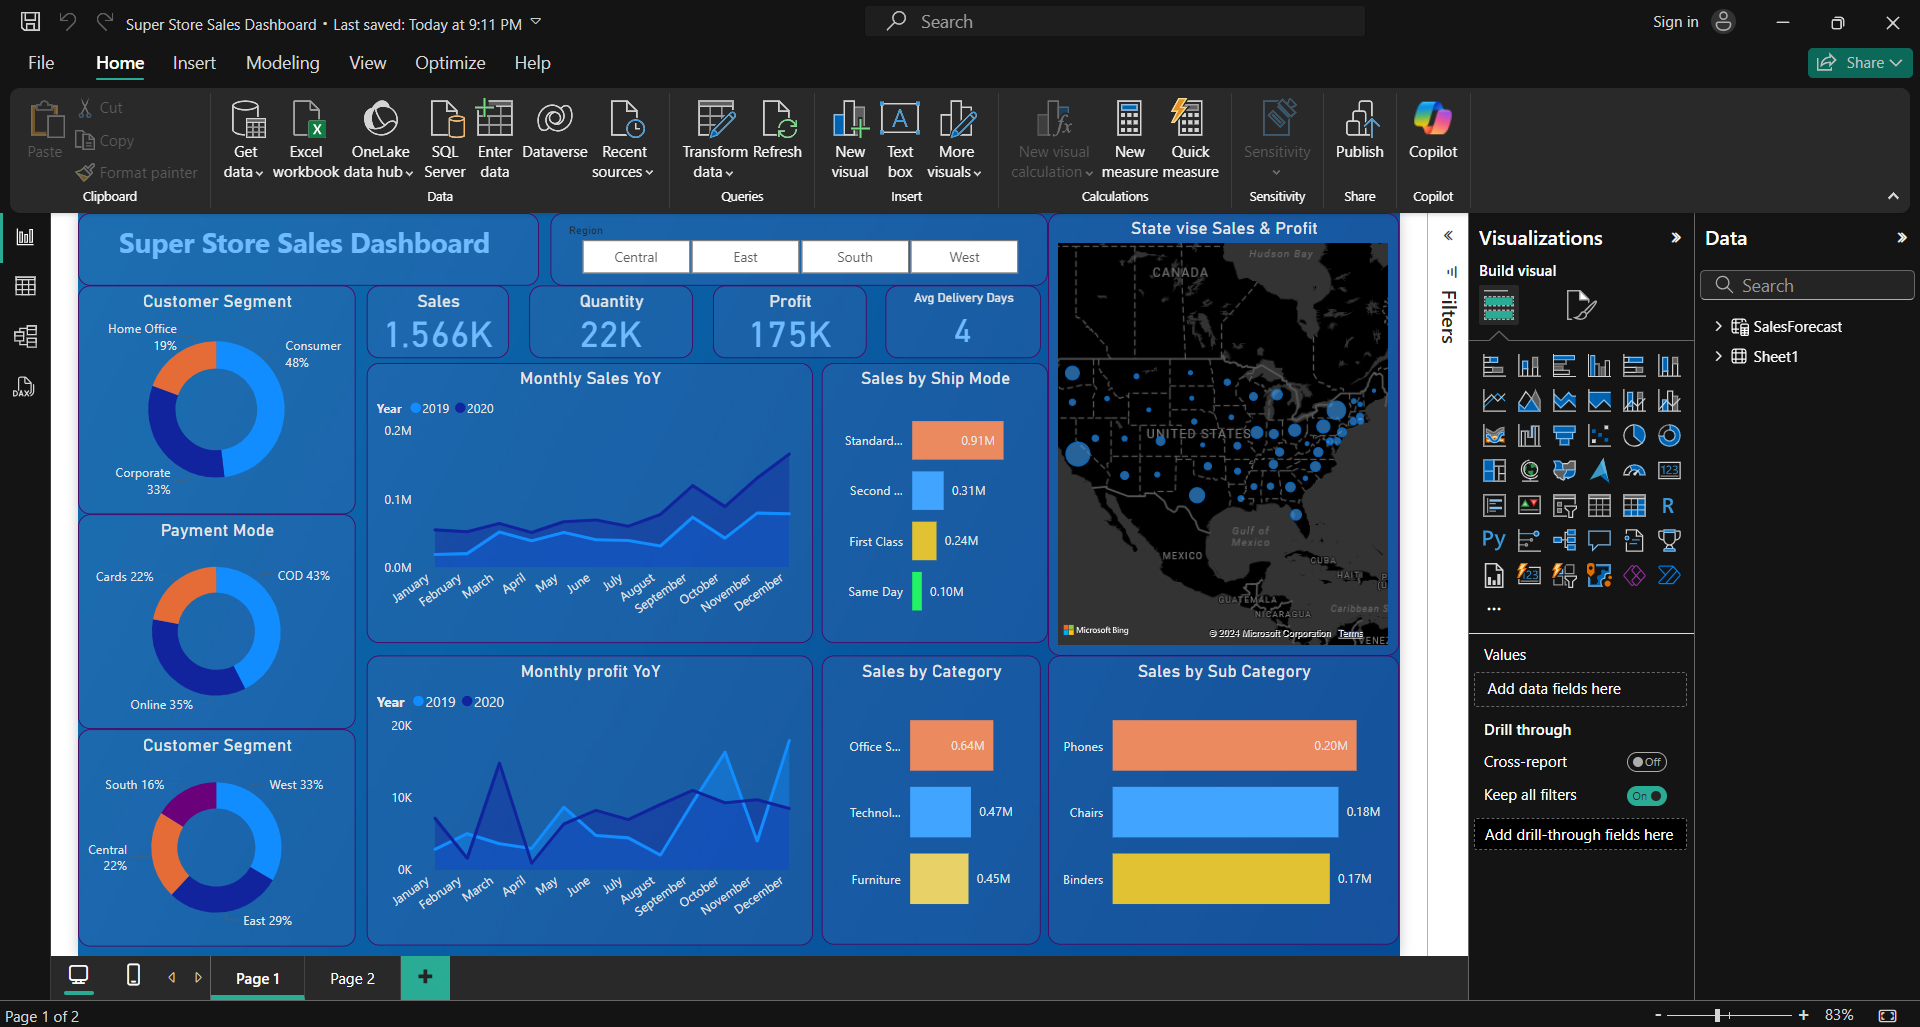 Super Store Sales Dashboard • Last saved: Today at 9:11 PM
Search
Sign in
File
Home
Insert
Modeling
View
Optimize
Help
Share
Paste
Cut
Copy
Format painter
Clipboard
Get data
Excel workbook
OneLake data hub
SQL Server
Enter data
Dataverse
Recent sources
Data
Transform data
Refresh
Queries
New visual
Text box
More visuals
Insert
New visual calculation
New measure
Quick measure
Calculations
Sensitivity
Sensitivity
Publish
Share
Copilot
Copilot
Super Store Sales Dashboard
Region
Central
East
South
West
State vise Sales & Profit
Customer Segment
Home Office
19%
Consumer
48%
Corporate
33%
Sales
1.566K
Quantity
22K
Profit
175K
Avg Delivery Days
4
Monthly Sales YoY
Year 2019 2020
0.2M
0.1M
0.0M
January
February
March
April
May
June
July
August
September
October
November
December
Sales by Ship Mode
Standard... 0.91M
Second ... 0.31M
First Class 0.24M
Same Day 0.10M
CANADA
Hudson Bay
UNITED STATES
Gulf of
Mexico
MEXICO
CUBA
HAITI
GUATEMALA
NICARAGUA
Caribbean S
P
(U
VENEZ
Microsoft Bing
© 2024 Microsoft Corporation Terms
Payment Mode
Cards 22%
COD 43%
Online 35%
Customer Segment
South 16%
West 33%
Central
22%
East 29%
Monthly profit YoY
Year 2019 2020
20K
10K
0K
January
February
March
April
May
June
July
August
September
October
November
December
Sales by Category
Office S... 0.64M
Technol... 0.47M
Furniture 0.45M
Sales by Sub Category
Phones 0.20M
Chairs 0.18M
Binders 0.17M
Filters
Visualizations
Build visual
123
R
Py
123
...
Values
Add data fields here
Drill through
Cross-report
Off
Keep all filters
On
Add drill-through fields here
Data
Search
SalesForecast
Sheet1
DAX
Page 1
Page 2
+
Page 1 of 2
- + 83%